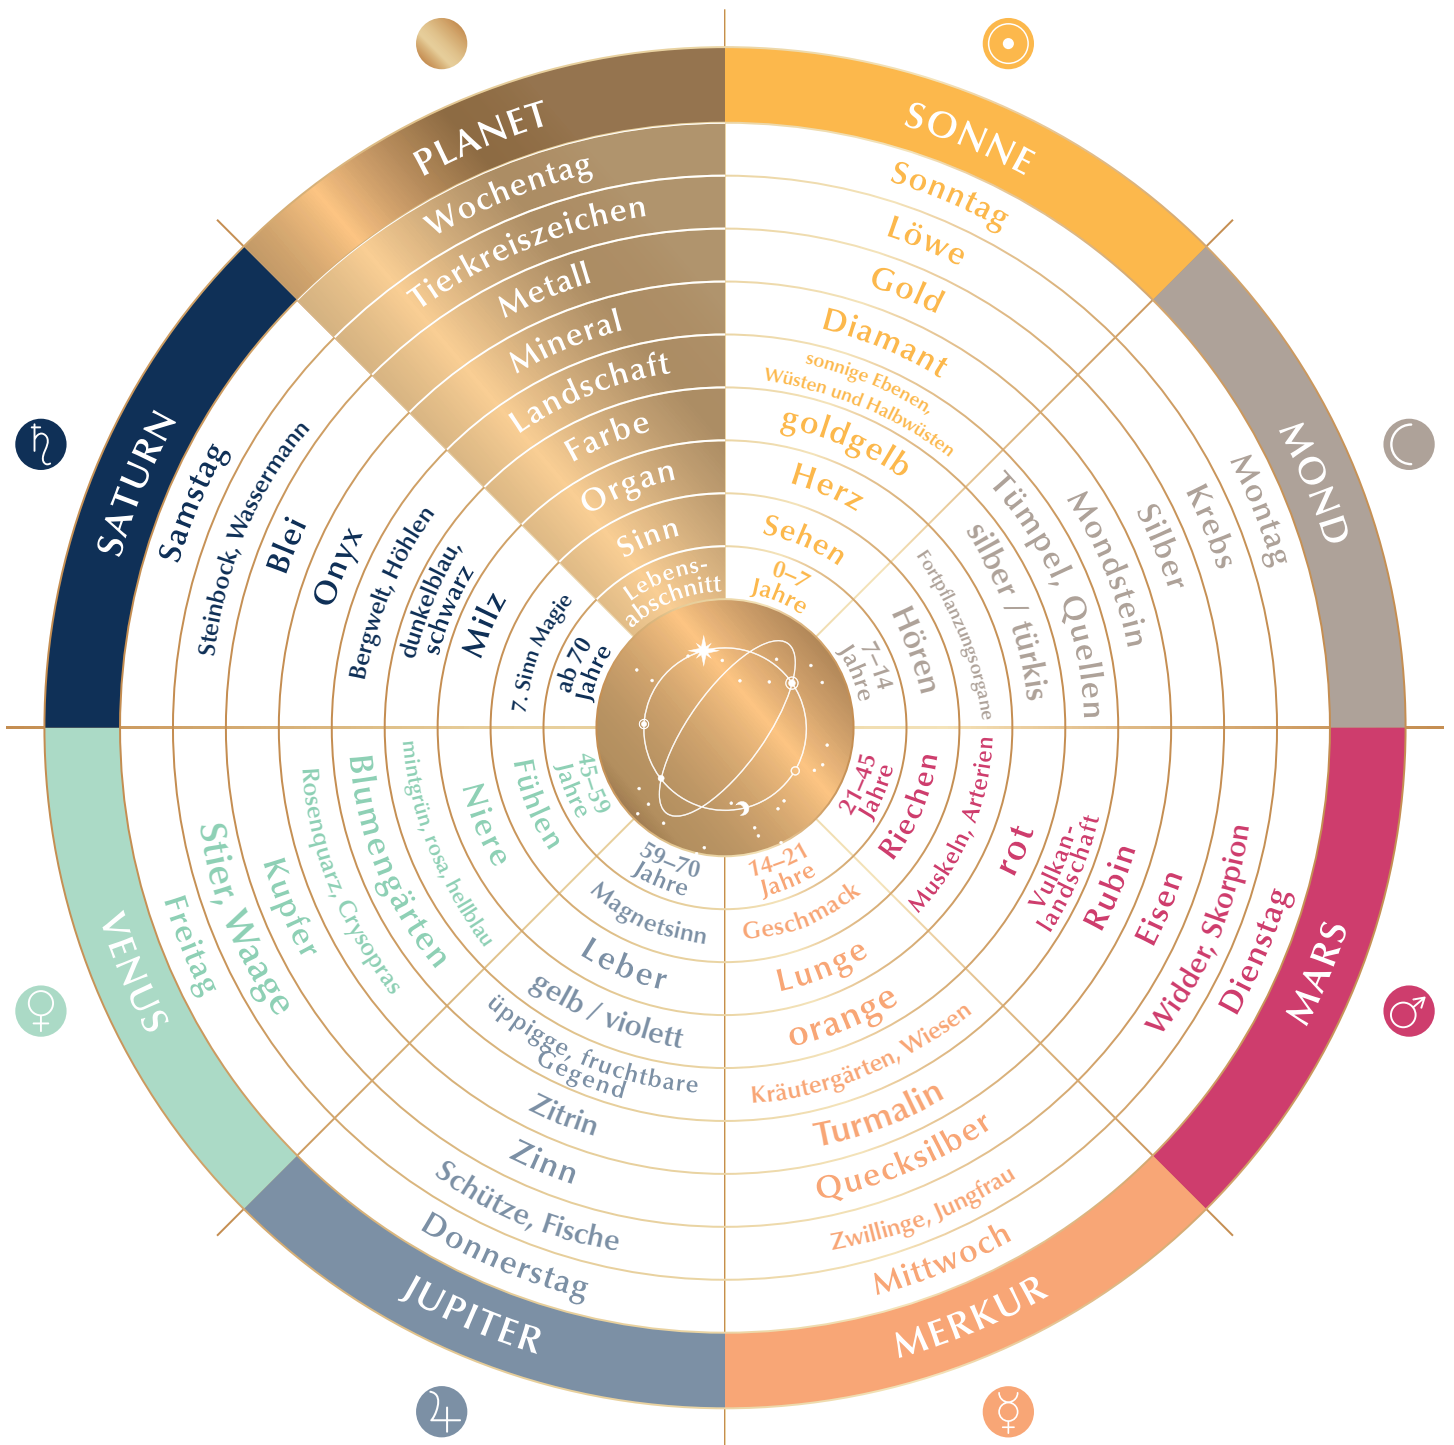 PLANET
Wochentag
Tierkreiszeichen
Metall
Mineral
Landschaft
Farbe
Organ
Sinn
Lebens-
abschnitt
SONNE
Sonntag
Löwe
Gold
Diamant
sonnige Ebenen,
Wüsten und Halbwüsten
goldgelb
Herz
Sehen
0–7
Jahre
MOND
Montag
Krebs
Silber
Mondstein
Tümpel, Quellen
silber / türkis
Fortpflanzungsorgane
Hören
7–14
Jahre
MARS
Dienstag
Widder, Skorpion
Eisen
Rubin
Vulkan-
landschaft
rot
Muskeln, Arterien
Riechen
21–45
Jahre
MERKUR
Mittwoch
Zwillinge, Jungfrau
Quecksilber
Turmalin
Kräutergärten, Wiesen
orange
Lunge
Geschmack
14–21
Jahre
JUPITER
Donnerstag
Schütze, Fische
Zinn
Zitrin
üppigge, fruchtbare
Gegend
gelb / violett
Leber
Magnetsinn
59–70
Jahre
VENUS
Freitag
Stier, Waage
Kupfer
Rosenquarz, Crysopras
Blumengärten
mintgrün, rosa, hellblau
Niere
Fühlen
45–59
Jahre
SATURN
Samstag
Steinbock, Wassermann
Blei
Onyx
Bergwelt, Höhlen
dunkelblau,
schwarz
Milz
7. Sinn Magie
ab 70
Jahre